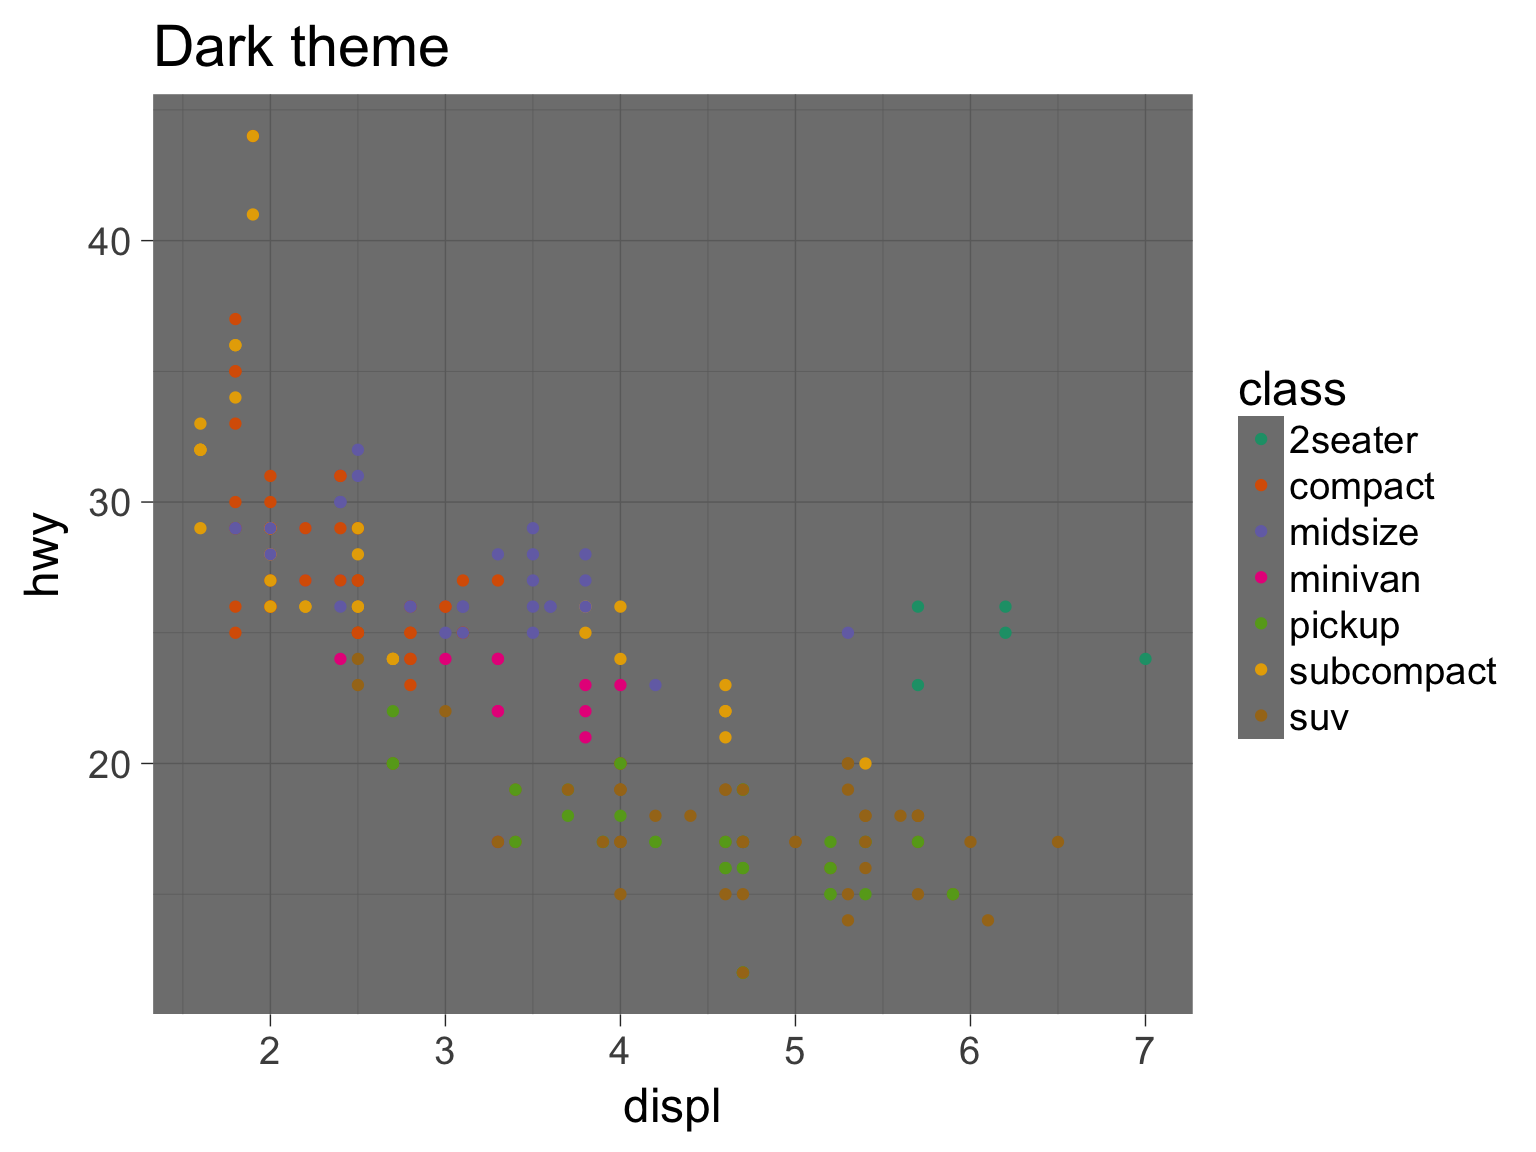 Dark theme
hwy
40
30
20
2
3
4
5
6
7
displ
class
2seater
compact
midsize
minivan
pickup
subcompact
suv